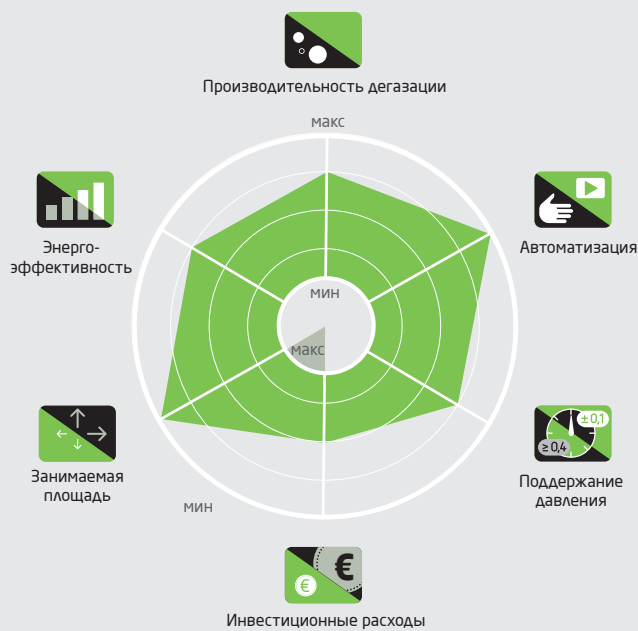 Производительность дегазации
макс
Энерго-
эффективность
Автоматизация
мин
макс
± 0,1
≥ 0,4
Занимаемая
площадь
Поддержание
давления
мин
€
€
Инвестиционные расходы